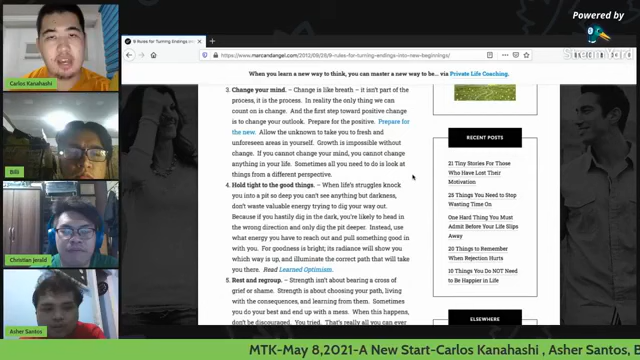 Powered by
9 Rules for Turning Endings into
https://www.marcandangel.com/2012/08/28/9-rules-for-turning-endings-into-new-beginnings/
When you learn a new way to think, you can master a new way to be... via Private Life Coaching.
3. Change your mind. – Change is like breath – it isn't part of the
process, it is the process. In reality the only thing we
can count on is change. And the first step toward positive change
is to change your outlook. Prepare for the positive. Prepare for
the new. Allow the unknown to take you to fresh and
unforeseen areas in yourself. Growth is impossible without
change. If you cannot change your mind, you cannot change
anything in your life. Sometimes all you need to do is look at
things from a different perspective.
4. Hold tight to the good things. – When life's struggles knock
you into a pit so deep you can't see anything but darkness,
don't waste valuable energy trying to dig your way out.
Because if you hastily dig in the dark, you're likely to head in
the wrong direction and only dig the pit deeper. Instead, use
what energy you have to reach out and pull something good in
with you. For goodness is bright; its radiance will show you
which way is up, and illuminate the correct path that will take
you there. Read Learned Optimism.
5. Rest and regroup. – Strength isn't about bearing a cross of
grief or shame. Strength is about choosing your path, living
with the consequences, and learning from them. Sometimes
you do your best and end up with a mess. When this happens,
don't be discouraged. You tried. That's really all you can ever
RECENT POSTS
21 Tiny Stories For Those
Who Have Lost Their
Motivation
25 Things You Need to Stop
Wasting Time On
One Hard Thing You Must
Admit Before Your Life Slips
Away
20 Things to Remember
When Rejection Hurts
10 Things You Do NOT Need
to Be Happier in Life
ELSEWHERE
Carlos Kanahashi
Billi
Christian Jerald
Asher Santos
MTK-May 8,2021-A New Start-Carlos Kanahashi , Asher Santos, B